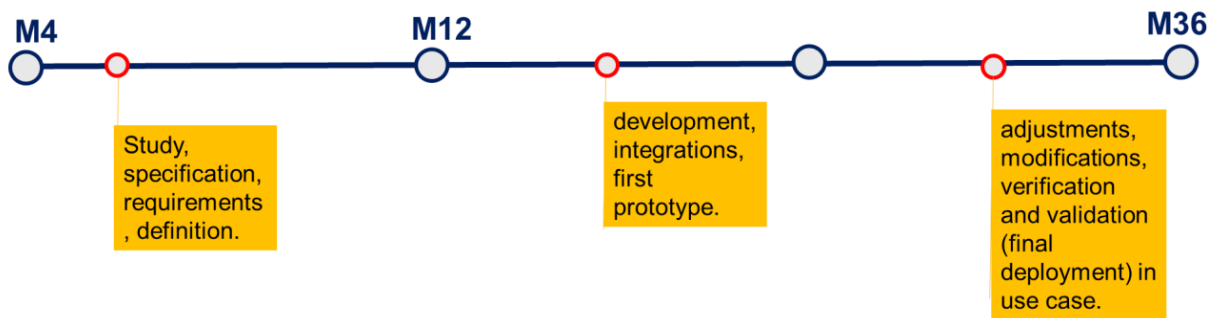 M4
M12
M36
Study,
specification,
requirements
, definition.
development,
integrations,
first
prototype.
adjustments,
modifications,
verification
and validation
(final
deployment) in
use case.